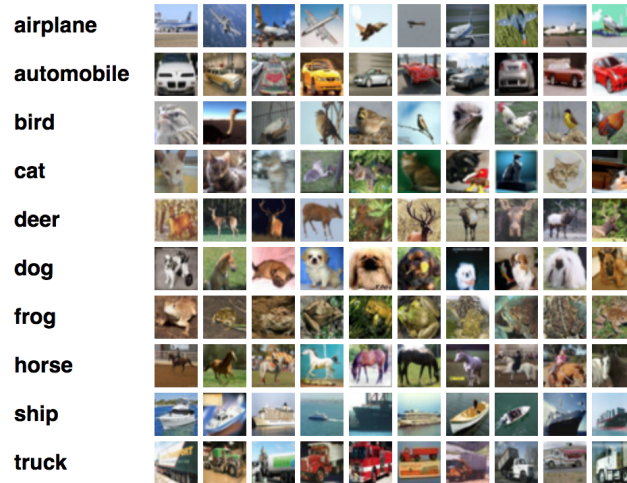 airplane
automobile
bird
cat
deer
dog
frog
horse
ship
truck